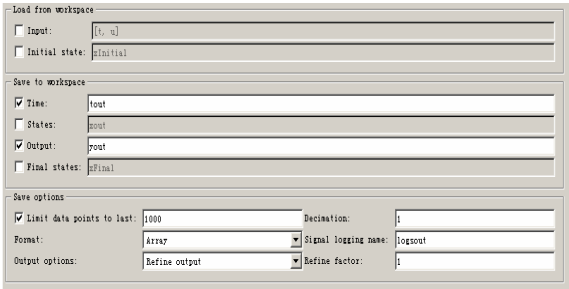 Load from workspace
Input: [t, u]
Initial state: xInitial
Save to workspace
Time: tout
States: xout
Output: yout
Final states: xFinal
Save options
Limit data points to last: 1000 Decimation: 1
Format: Array Signal logging name: logsout
Output options: Refine output Refine factor: 1